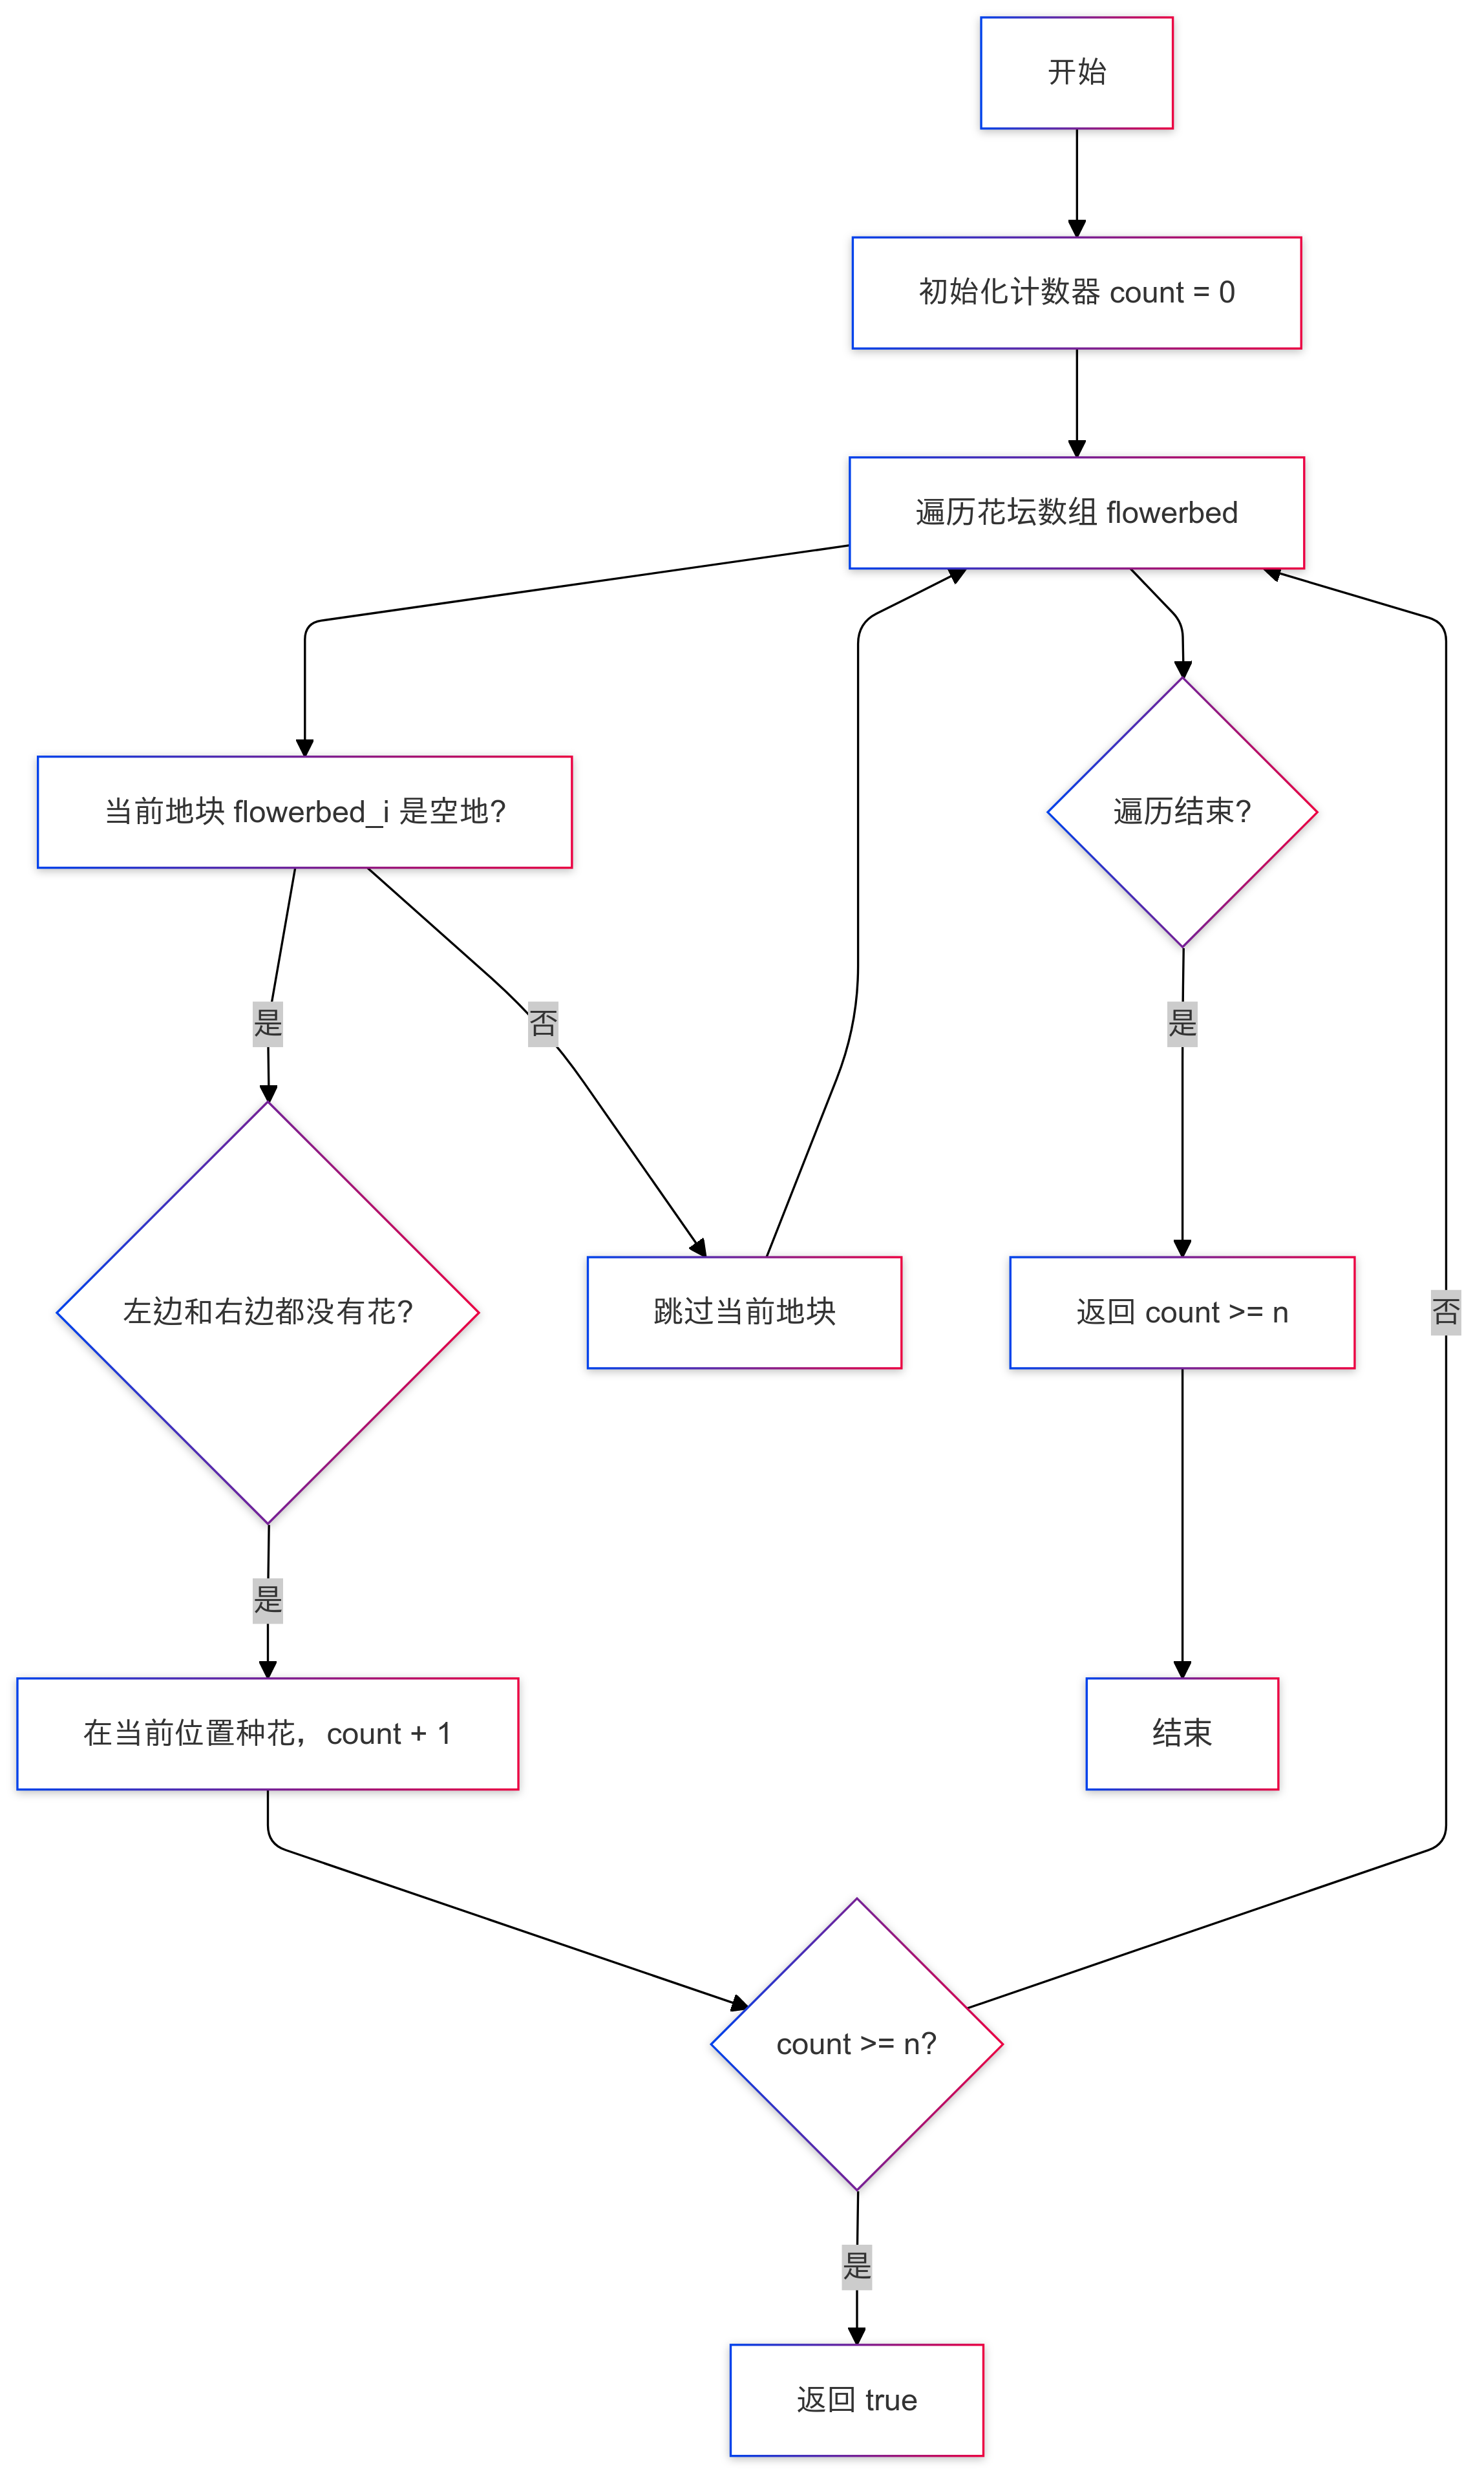 开始
初始化计数器 count = 0
遍历花坛数组 flowerbed
当前地块 flowerbed_i 是空地?
遍历结束?
是
否
是
左边和右边都没有花?
跳过当前地块
返回 count >= n
否
是
在当前位置种花，count + 1
结束
count >= n?
是
返回 true